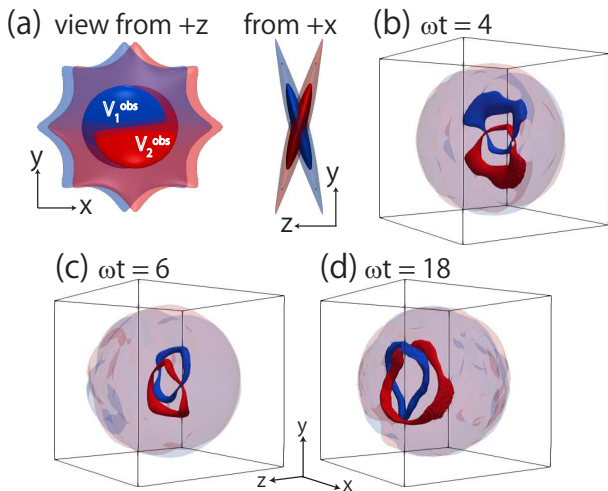 (a) view from +z from +x (b) ωt = 4
V₁ᵒᵇˢ
V₂ᵒᵇˢ
y
x
y
z
(c) ωt = 6 (d) ωt = 18
y
z
x